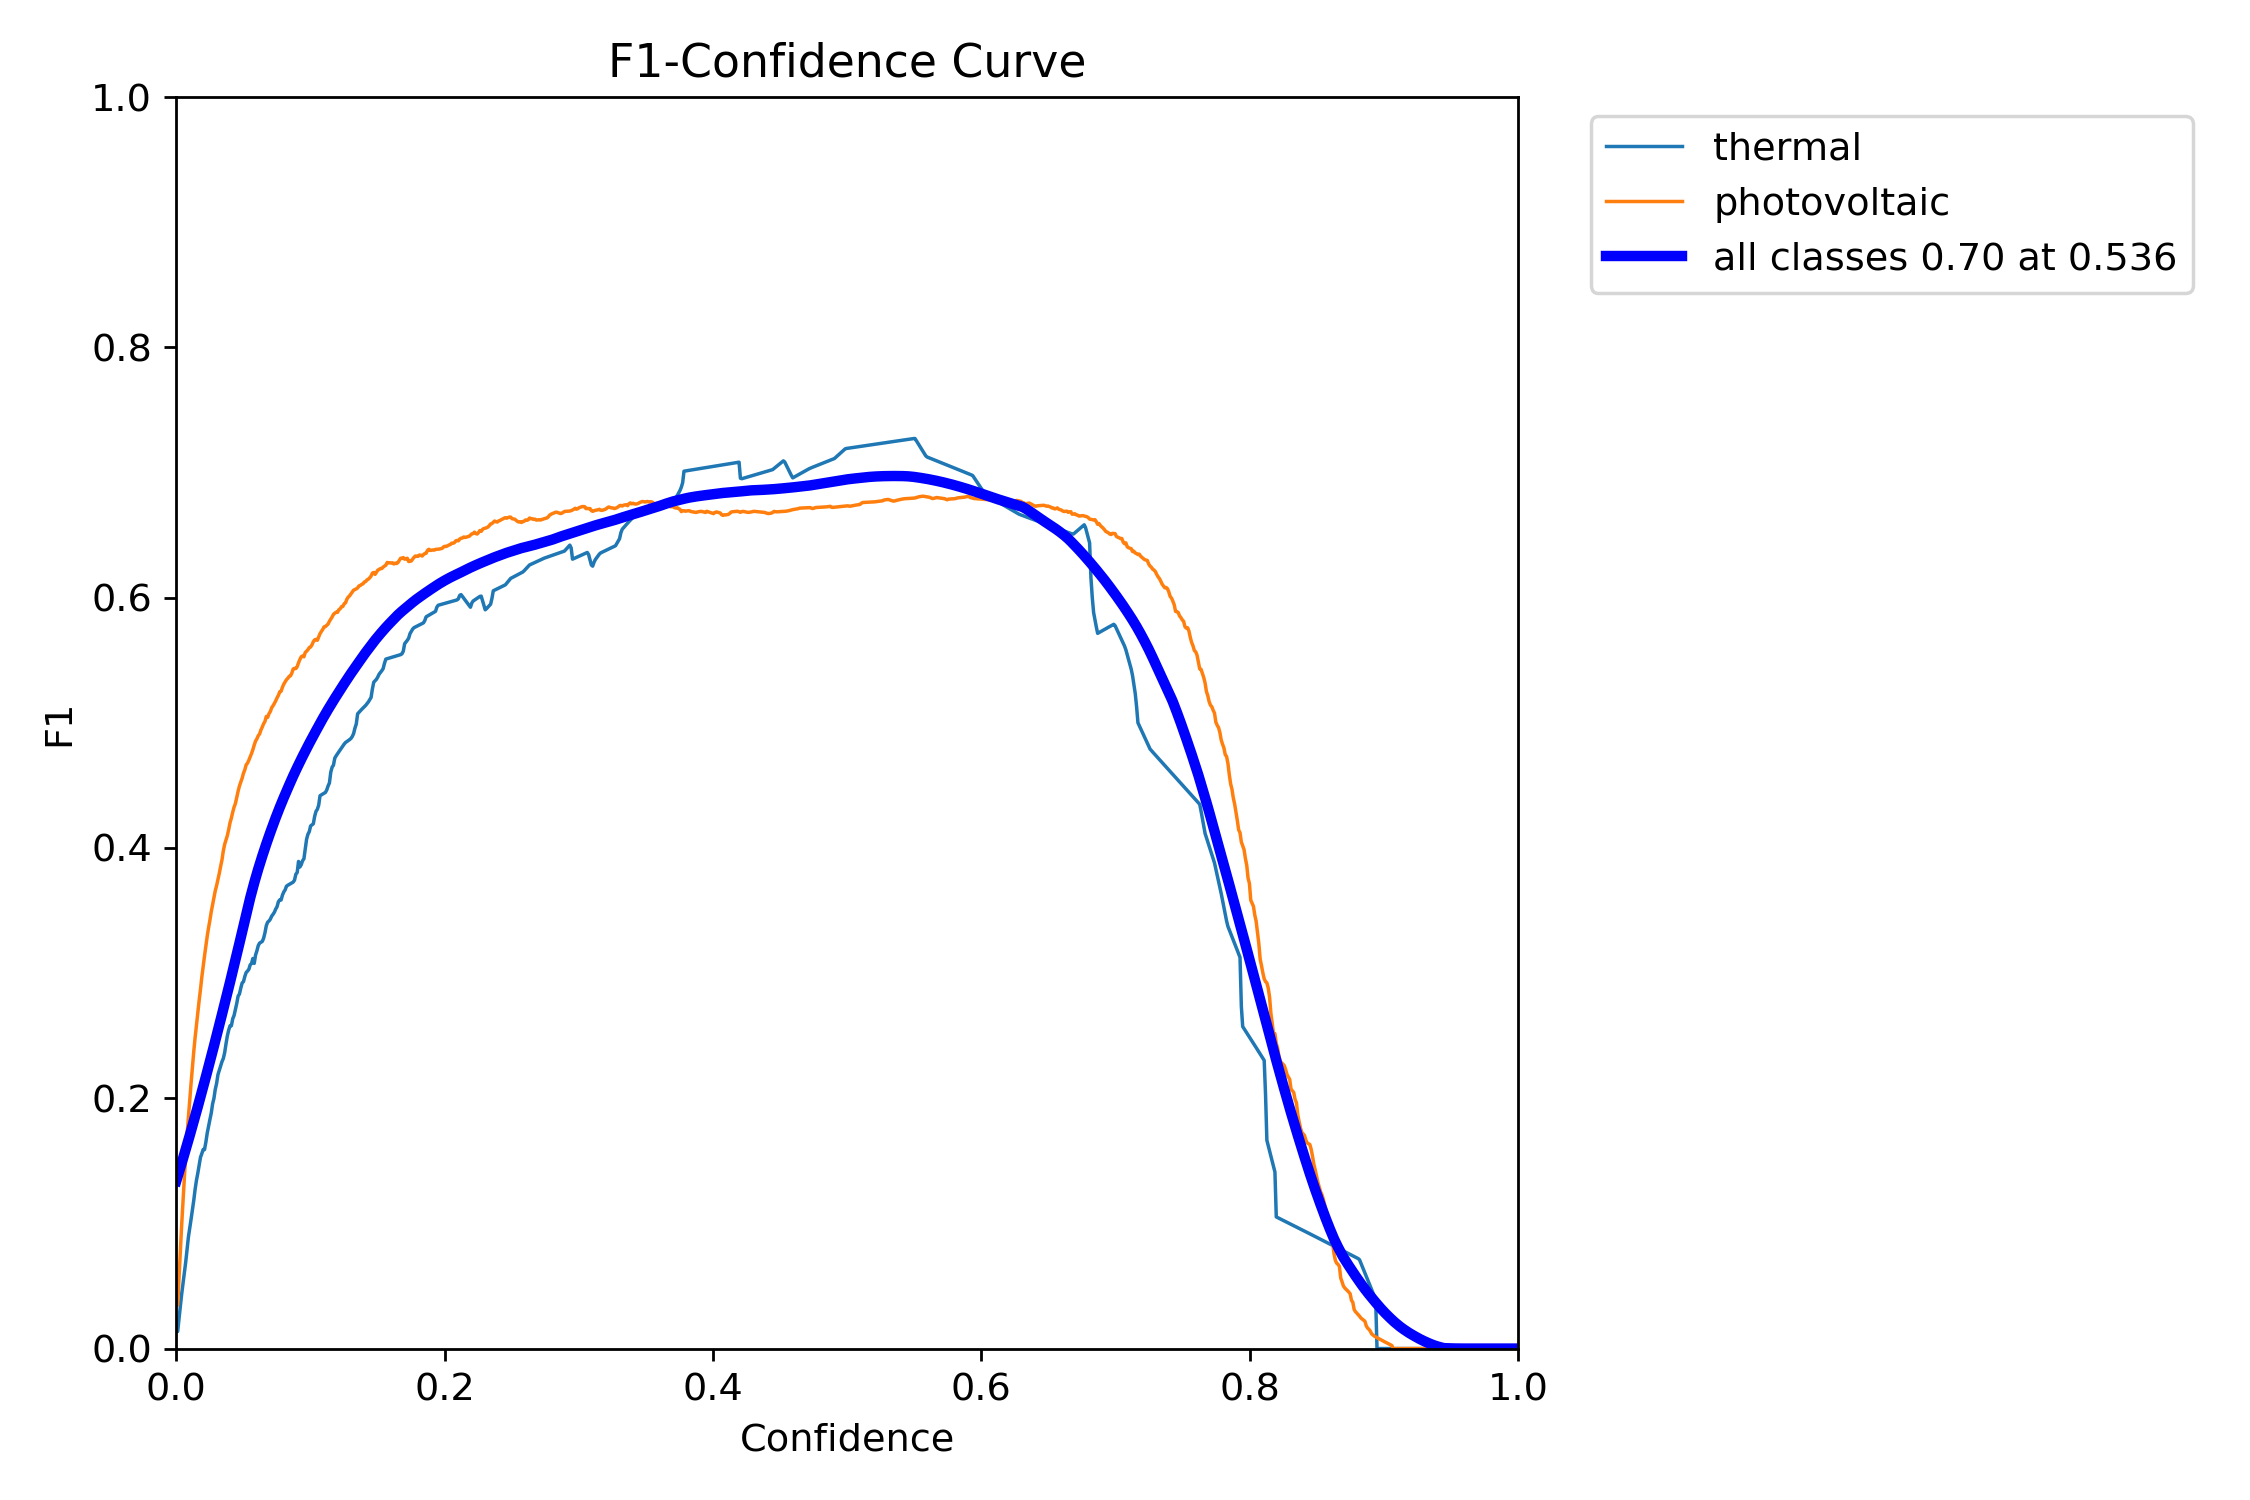 F1-Confidence Curve
1.0
0.8
0.6
0.4
0.2
0.0
F1
0.0 0.2 0.4 0.6 0.8 1.0
Confidence
thermal
photovoltaic
all classes 0.70 at 0.536